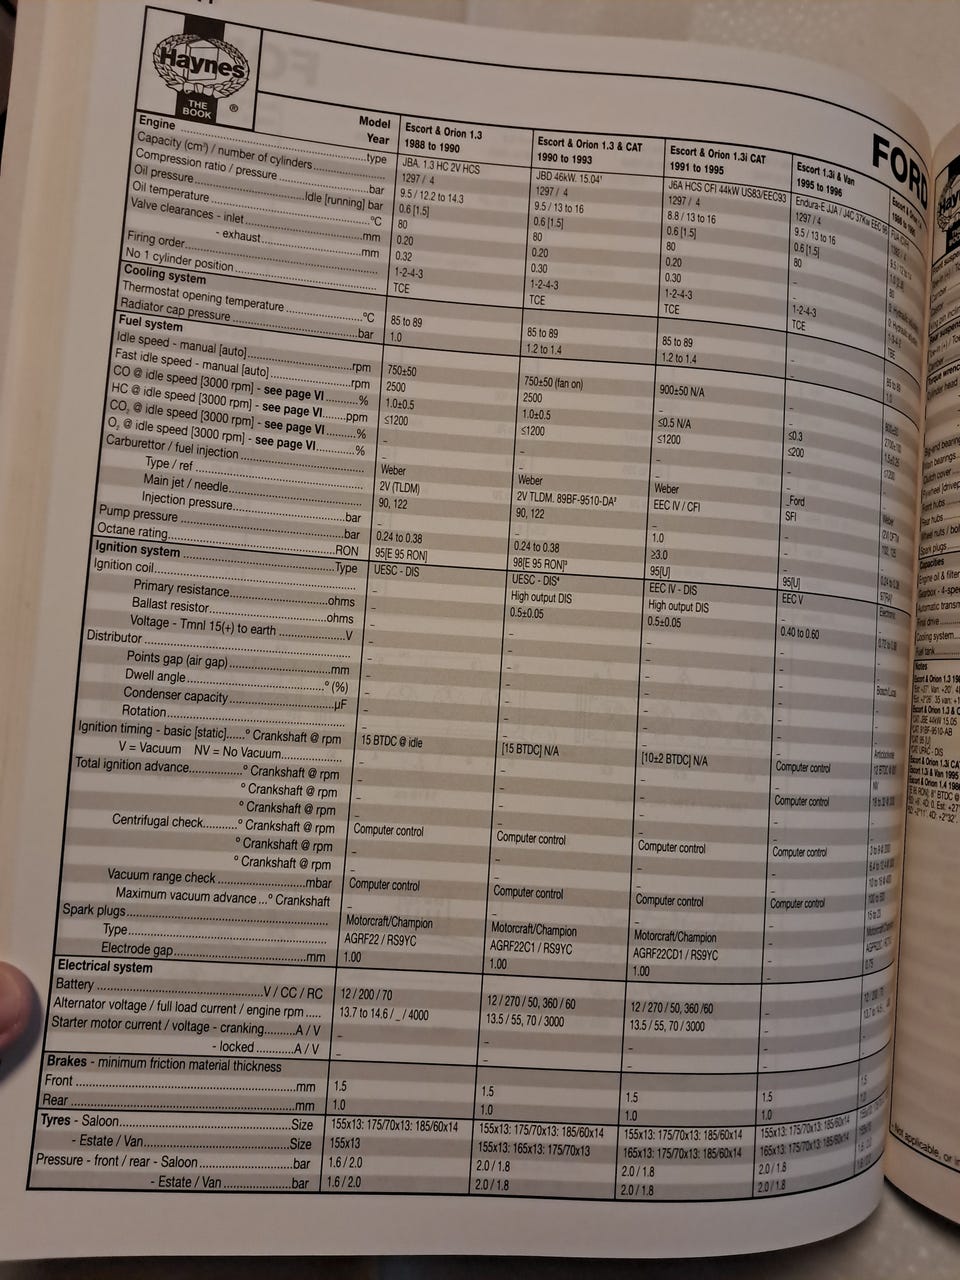 Haynes
THE BOOK ®
FORD
Model Escort & Orion 1.3 Escort & Orion 1.3 & CAT Escort & Orion 1.3i CAT Escort 1.3i & Van
Year 1988 to 1990 1990 to 1993 1991 to 1995 1995 to 1996
Engine type JBA. 1.3 HC 2V HCS JBD 46kW. 15.04¹ J6A HCS CFI 44kW US83/EEC93 Endura-E JJA / J4C 37Kw EEC 96
Capacity (cm³) / number of cylinders 1297 / 4 1297 / 4 1297 / 4 1297 / 4
Compression ratio / pressure bar 9.5 / 12.2 to 14.3 9.5 / 13 to 16 8.8 / 13 to 16 9.5 / 13 to 16
Oil pressure Idle [running] bar 0.6 [1.5] 0.6 [1.5] 0.6 [1.5] 0.6 [1.5]
Oil temperature °C 80 80 80 80
Valve clearances - inlet mm 0.20 0.20 0.20 -
- exhaust mm 0.32 0.30 0.30 -
Firing order 1-2-4-3 1-2-4-3 1-2-4-3 1-2-4-3
No 1 cylinder position TCE TCE TCE TCE
Cooling system
Thermostat opening temperature °C 85 to 89 85 to 89 85 to 89 -
Radiator cap pressure bar 1.0 1.2 to 1.4 1.2 to 1.4 -
Fuel system
Idle speed - manual [auto] rpm 750±50 750±50 (fan on) 900±50 N/A -
Fast idle speed - manual [auto] rpm 2500 2500 - -
CO @ idle speed [3000 rpm] - see page VI % 1.0±0.5 1.0±0.5 ≤0.5 N/A ≤0.3
HC @ idle speed [3000 rpm] - see page VI ppm ≤1200 ≤1200 ≤1200 ≤200
CO₂ @ idle speed [3000 rpm] - see page VI % - - - -
O₂ @ idle speed [3000 rpm] - see page VI % - - - -
Carburettor / fuel injection Weber Weber Weber Ford
Type / ref 2V (TLDM) 2V TLDM. 89BF-9510-DA² EEC IV / CFI SFI
Main jet / needle 90, 122 90, 122 - -
Injection pressure bar - - 1.0 -
Pump pressure bar 0.24 to 0.38 0.24 to 0.38 ≥3.0 -
Octane rating RON 95[E 95 RON] 98[E 95 RON]³ 95[U] 95[U]
Ignition system Type UESC - DIS UESC - DIS⁴ EEC IV - DIS EEC V
Ignition coil - High output DIS High output DIS -
Primary resistance ohms - 0.5±0.05 0.5±0.05 0.40 to 0.60
Ballast resistor ohms - - - -
Voltage - Tmnl 15(+) to earth V - - - -
Distributor - - - -
Points gap (air gap) mm - - - -
Dwell angle ° (%) - - - -
Condenser capacity µF - - - -
Rotation - - - -
Ignition timing - basic [static] ° Crankshaft @ rpm 15 BTDC @ idle [15 BTDC] N/A [10±2 BTDC] N/A Computer control
V = Vacuum NV = No Vacuum - - - -
Total ignition advance ° Crankshaft @ rpm - - - Computer control
° Crankshaft @ rpm - - - -
° Crankshaft @ rpm - - - -
Centrifugal check ° Crankshaft @ rpm Computer control Computer control Computer control Computer control
° Crankshaft @ rpm - - - -
° Crankshaft @ rpm - - - -
Vacuum range check mbar Computer control Computer control Computer control Computer control
Maximum vacuum advance ° Crankshaft - - - -
Spark plugs Motorcraft/Champion Motorcraft/Champion Motorcraft/Champion -
Type AGRF22 / RS9YC AGRF22C1 / RS9YC AGRF22CD1 / RS9YC -
Electrode gap mm 1.00 1.00 1.00 -
Electrical system
Battery V / CC / RC 12 / 200 / 70 12 / 270 / 50, 360 / 60 12 / 270 / 50, 360 /60 -
Alternator voltage / full load current / engine rpm 13.7 to 14.6 / _ / 4000 13.5 / 55, 70 / 3000 13.5 / 55, 70 / 3000 -
Starter motor current / voltage - cranking A / V - - - -
- locked A / V - - - -
Brakes - minimum friction material thickness
Front mm 1.5 1.5 1.5 1.5
Rear mm 1.0 1.0 1.0 1.0
Tyres - Saloon Size 155x13: 175/70x13: 185/60x14 155x13: 175/70x13: 185/60x14 155x13: 175/70x13: 185/60x14 155x13: 175/70x13: 185/60x14
- Estate / Van Size 155x13 155x13: 165x13: 175/70x13 165x13: 175/70x13: 185/60x14 165x13: 175/70x13: 185/60x14
Pressure - front / rear - Saloon bar 1.6 / 2.0 2.0 / 1.8 2.0 / 1.8 2.0 / 1.8
- Estate / Van bar 1.6 / 2.0 2.0 / 1.8 2.0 / 1.8 2.0 / 1.8